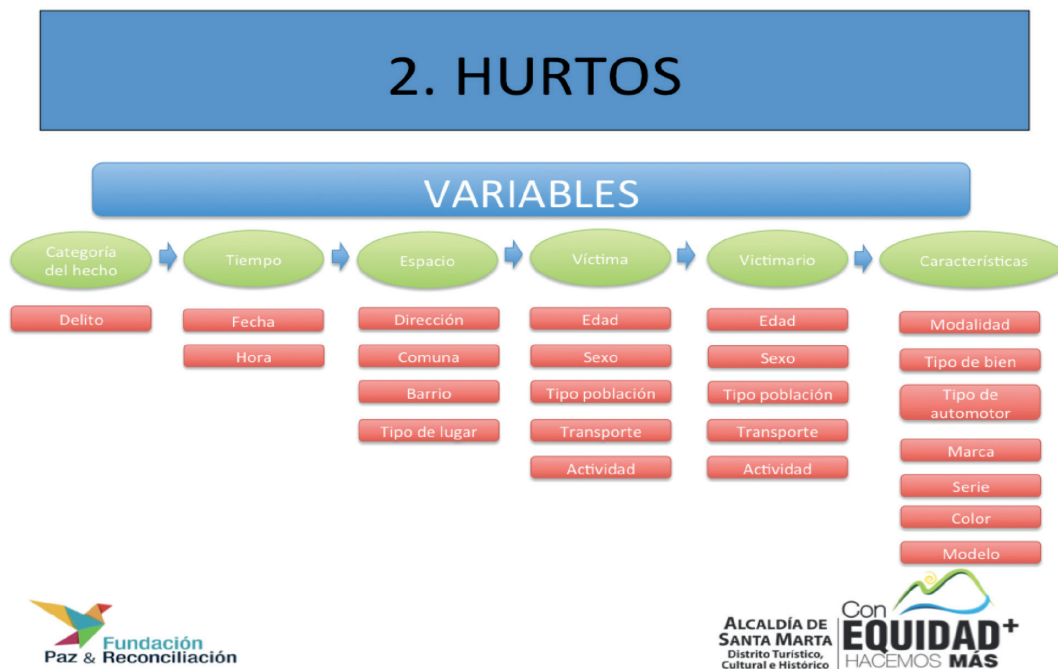 2. HURTOS
VARIABLES
Categoría
del hecho
Tiempo
Espacio
Víctima
Victimario
Características
Delito
Fecha
Hora
Dirección
Comuna
Barrio
Tipo de lugar
Edad
Sexo
Tipo población
Transporte
Actividad
Edad
Sexo
Tipo población
Transporte
Actividad
Modalidad
Tipo de bien
Tipo de
automotor
Marca
Serie
Color
Modelo
Fundación
Paz & Reconciliación
ALCALDÍA DE
SANTA MARTA
Distrito Turístico,
Cultural e Histórico
Con
EQUIDAD+
HACEMOS MÁS